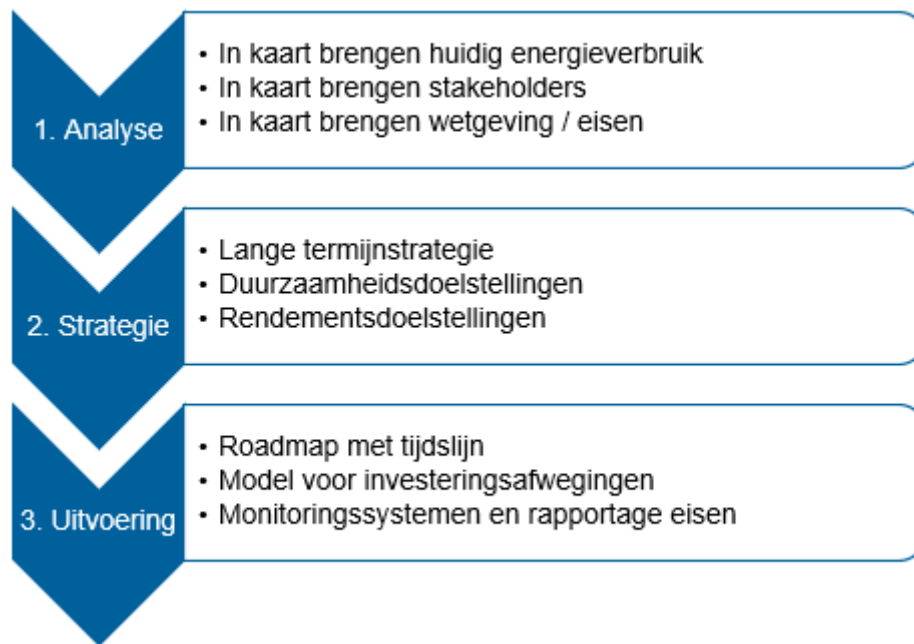 1. Analyse
• In kaart brengen huidig energieverbruik
• In kaart brengen stakeholders
• In kaart brengen wetgeving / eisen
2. Strategie
• Lange termijnstrategie
• Duurzaamheidsdoelstellingen
• Rendementsdoelstellingen
3. Uitvoering
• Roadmap met tijdslijn
• Model voor investeringsafwegingen
• Monitoringssystemen en rapportage eisen